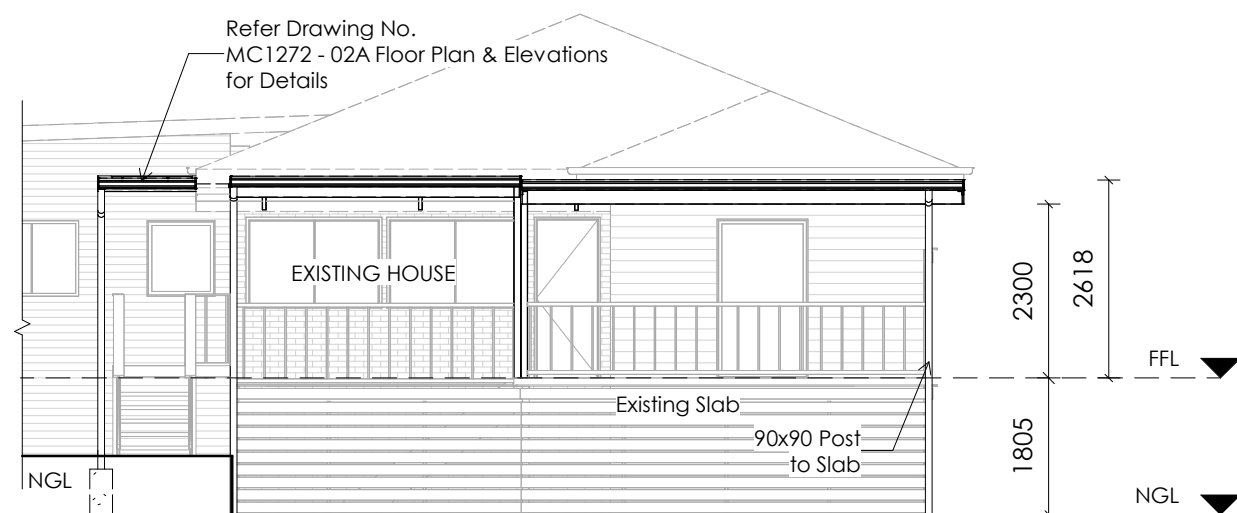 Refer Drawing No.
MC1272 - 02A Floor Plan & Elevations
for Details
EXISTING HOUSE
2300
2618
FFL
Existing Slab
90x90 Post
to Slab
1805
NGL
NGL